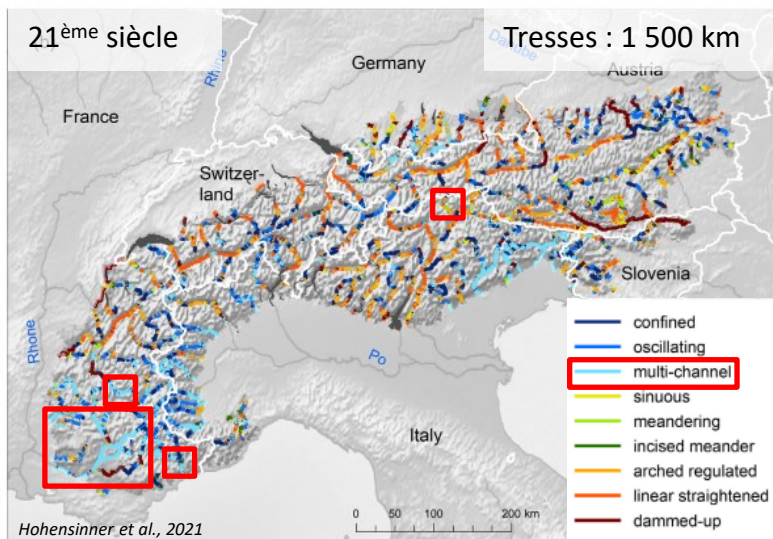 21ème siècle
Tresses : 1 500 km
Danube
Germany
Austria
Rhine
France
Switzer-
land
Slovenia
Rhone
Po
Italy
confined
oscillating
multi-channel
sinuous
meandering
incised meander
arched regulated
linear straightened
dammed-up
0 100 200 km
Hohensinner et al., 2021